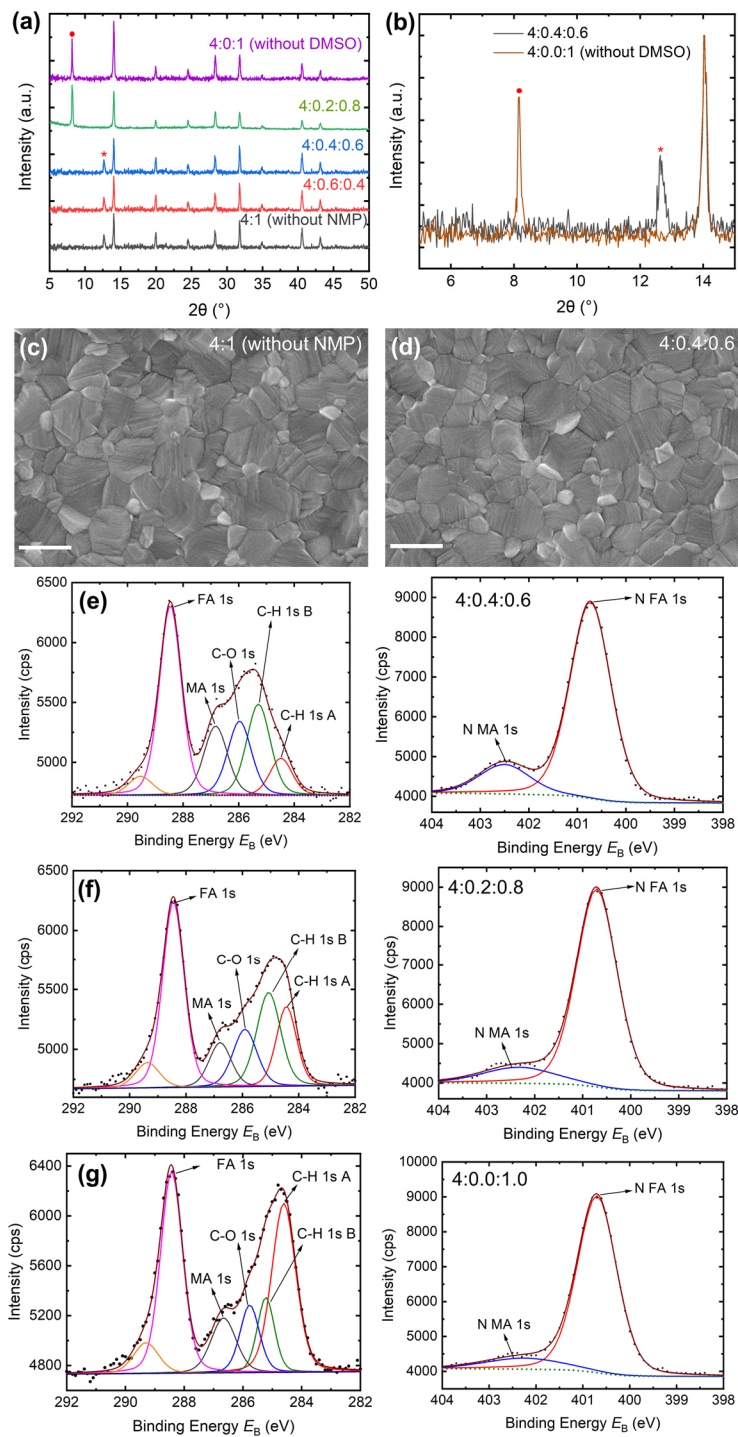 (a)
4:0:1 (without DMSO)
4:0.2:0.8
4:0.4:0.6
*
4:0.6:0.4
4:1 (without NMP)
Intensity (a.u.)
5 10 15 20 25 30 35 40 45 50
2θ (°)
(b)
4:0.4:0.6
4:0.0:1 (without DMSO)
*
Intensity (a.u.)
6 8 10 12 14
2θ (°)
(c)
4:1 (without NMP)
(d)
4:0.4:0.6
(e)
FA 1s
C-H 1s B
C-O 1s
MA 1s
C-H 1s A
6500
6000
5500
5000
Intensity (cps)
292 290 288 286 284 282
Binding Energy EB (eV)
4:0.4:0.6
N FA 1s
N MA 1s
9000
8000
7000
6000
5000
4000
Intensity (cps)
404 403 402 401 400 399 398
Binding Energy EB (eV)
(f)
FA 1s
C-H 1s B
C-O 1s
C-H 1s A
MA 1s
6500
6000
5500
5000
Intensity (cps)
292 290 288 286 284 282
Binding Energy EB (eV)
4:0.2:0.8
N FA 1s
N MA 1s
9000
8000
7000
6000
5000
4000
Intensity (cps)
404 403 402 401 400 399 398
Binding Energy EB (eV)
(g)
FA 1s
C-H 1s A
C-O 1s
C-H 1s B
MA 1s
6400
6000
5600
5200
4800
Intensity (cps)
292 290 288 286 284 282
Binding Energy EB (eV)
4:0.0:1.0
N FA 1s
N MA 1s
10000
9000
8000
7000
6000
5000
4000
Intensity (cps)
404 403 402 401 400 399 398
Binding Energy EB (eV)